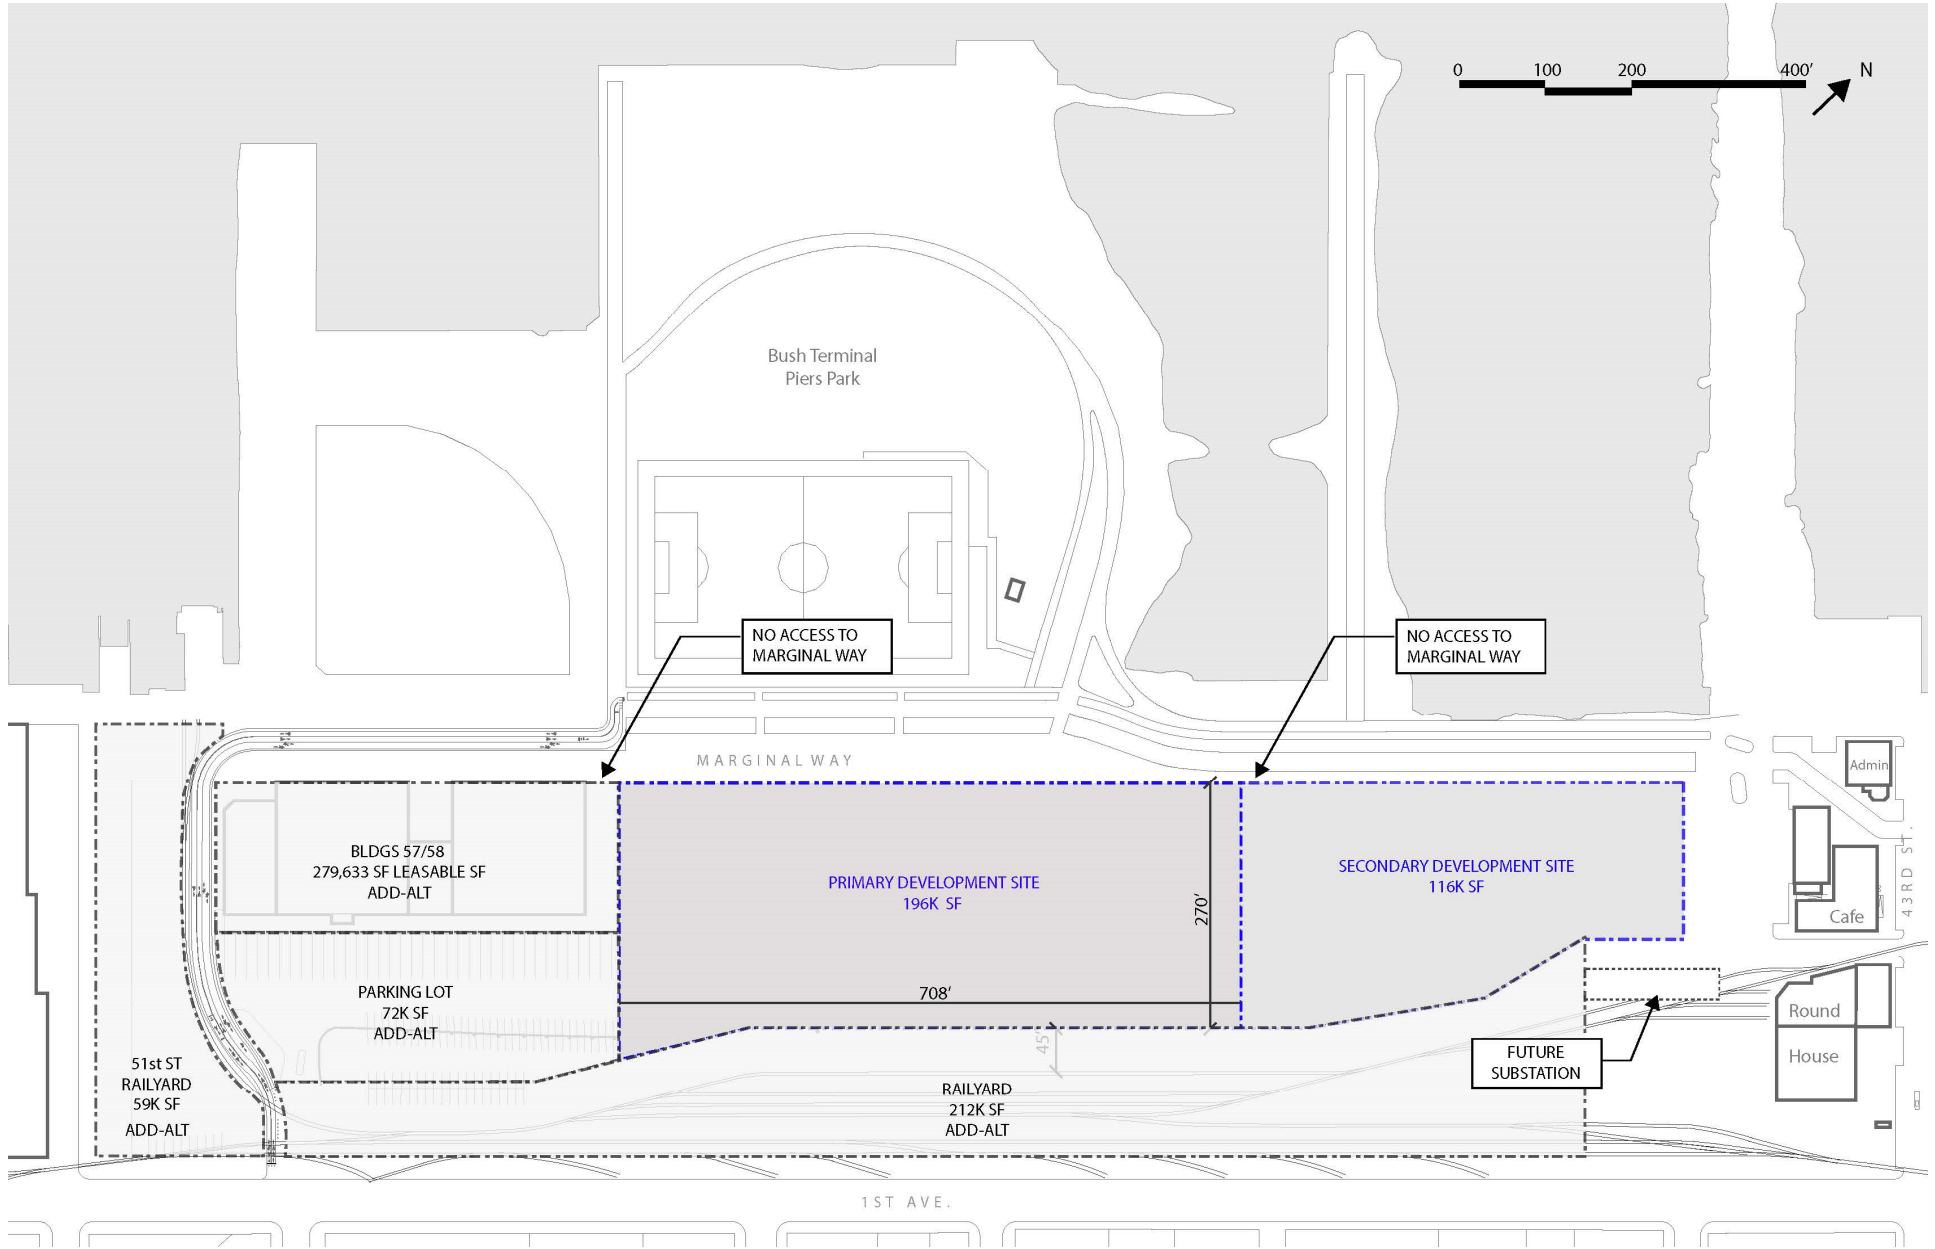 0 100 200 400'
N
Bush Terminal
Piers Park
NO ACCESS TO
MARGINAL WAY
NO ACCESS TO
MARGINAL WAY
MARGINAL WAY
Admin
BLDGS 57/58
279,633 SF LEASABLE SF
ADD-ALT
PRIMARY DEVELOPMENT SITE
196K SF
270'
SECONDARY DEVELOPMENT SITE
116K SF
43RD ST.
Cafe
708'
PARKING LOT
72K SF
ADD-ALT
45'
Round
House
FUTURE
SUBSTATION
51st ST
RAILYARD
59K SF
ADD-ALT
RAILYARD
212K SF
ADD-ALT
1ST AVE.